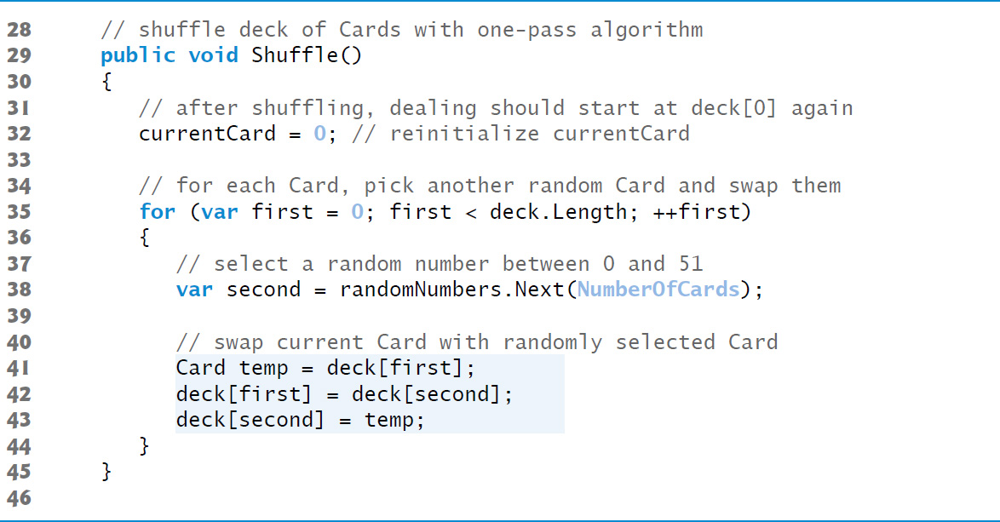 28 // shuffle deck of Cards with one-pass algorithm
29 public void Shuffle()
30 {
31 // after shuffling, dealing should start at deck[0] again
32 currentCard = 0; // reinitialize currentCard
33
34 // for each Card, pick another random Card and swap them
35 for (var first = 0; first < deck.Length; ++first)
36 {
37 // select a random number between 0 and 51
38 var second = randomNumbers.Next(NumberOfCards);
39
40 // swap current Card with randomly selected Card
41 Card temp = deck[first];
42 deck[first] = deck[second];
43 deck[second] = temp;
44 }
45 }
46